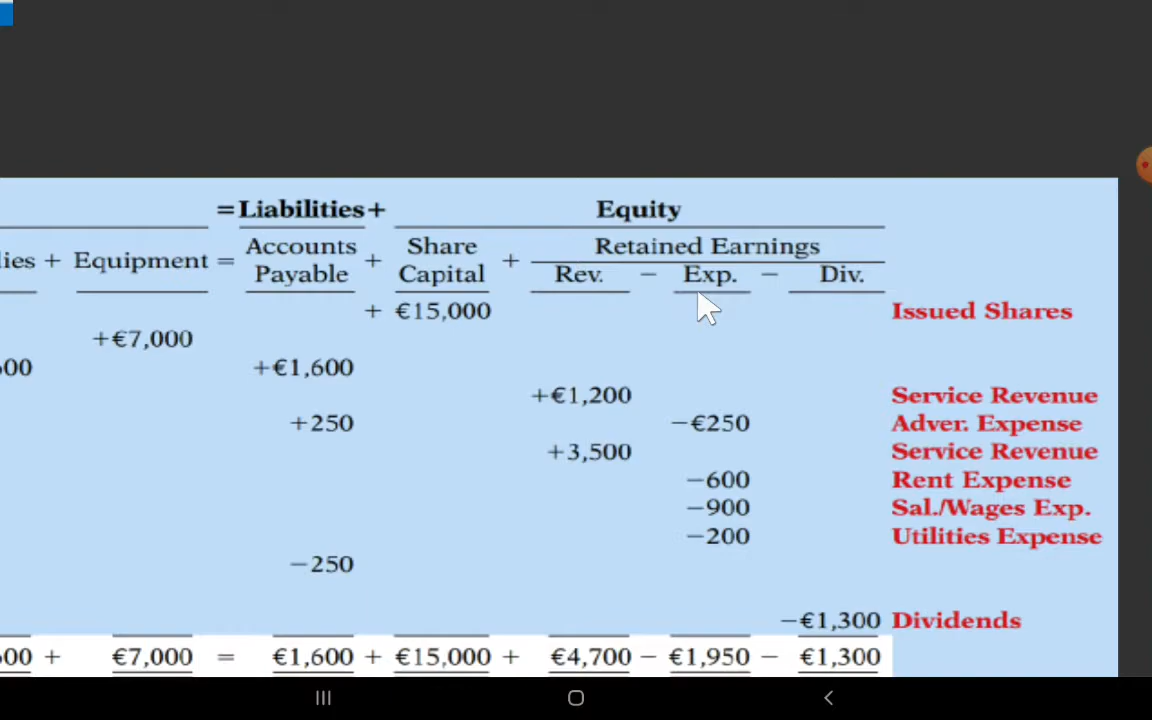 =Liabilities+ Equity
Accounts + Share + Retained Earnings
lies + Equipment = Payable Capital Rev. − Exp. − Div.
+ €15,000 Issued Shares
+€7,000
00 +€1,600
+€1,200 Service Revenue
+250 −€250 Adver. Expense
+3,500 Service Revenue
−600 Rent Expense
−900 Sal./Wages Exp.
−200 Utilities Expense
−250
−€1,300 Dividends
00 + €7,000 = €1,600 + €15,000 + €4,700 − €1,950 − €1,300